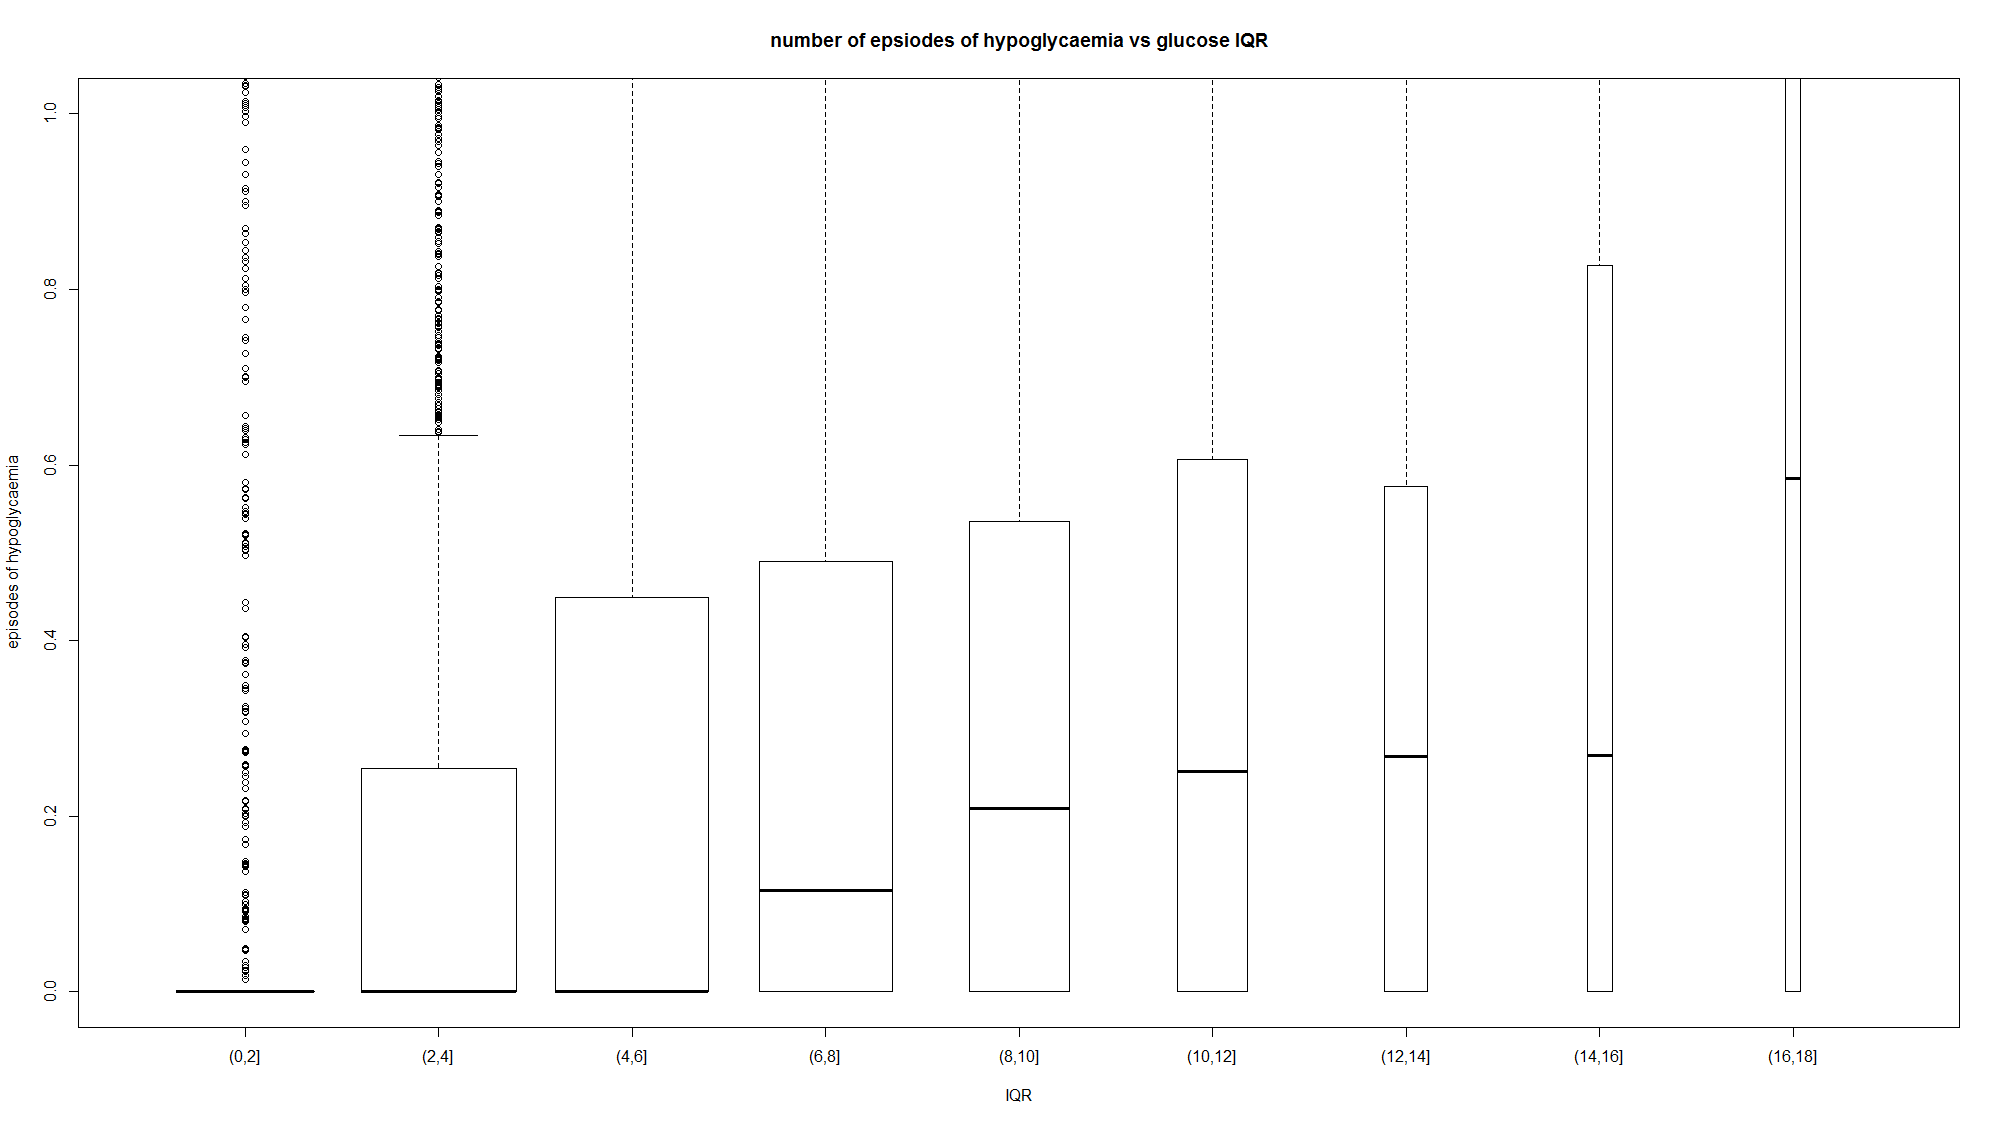 number of epsiodes of hypoglycaemia vs glucose IQR
episodes of hypoglycaemia
1.0
0.8
0.6
0.4
0.2
0.0
(0,2] (2,4] (4,6] (6,8] (8,10] (10,12] (12,14] (14,16] (16,18]
IQR